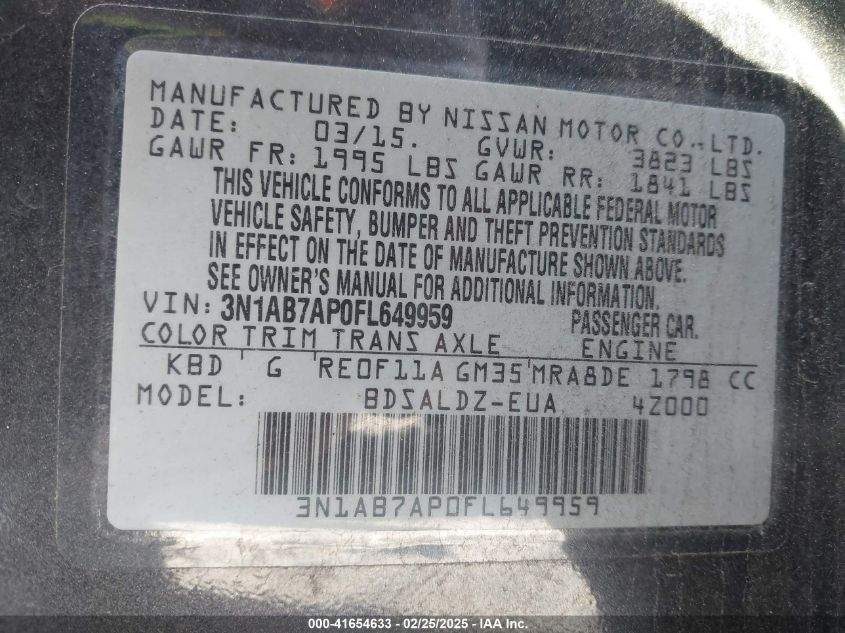 MANUFACTURED BY NISSAN MOTOR CO.,LTD.
DATE: 03/15. GVWR: 3823 LBS
GAWR FR: 1995 LBS GAWR RR: 1841 LBS
THIS VEHICLE CONFORMS TO ALL APPLICABLE FEDERAL MOTOR
VEHICLE SAFETY, BUMPER AND THEFT PREVENTION STANDARDS
IN EFFECT ON THE DATE OF MANUFACTURE SHOWN ABOVE.
SEE OWNER'S MANUAL FOR ADDITIONAL INFORMATION.
VIN: 3N1AB7AP0FL649959 PASSENGER CAR.
COLOR TRIM TRANS AXLE ENGINE
KBD G RE0F11A GM35 MRA8DE 1798 CC
MODEL: BDSALDZ-EUA 4Z000
3N1AB7AP0FL649959
000-41654633 - 02/25/2025 - IAA Inc.